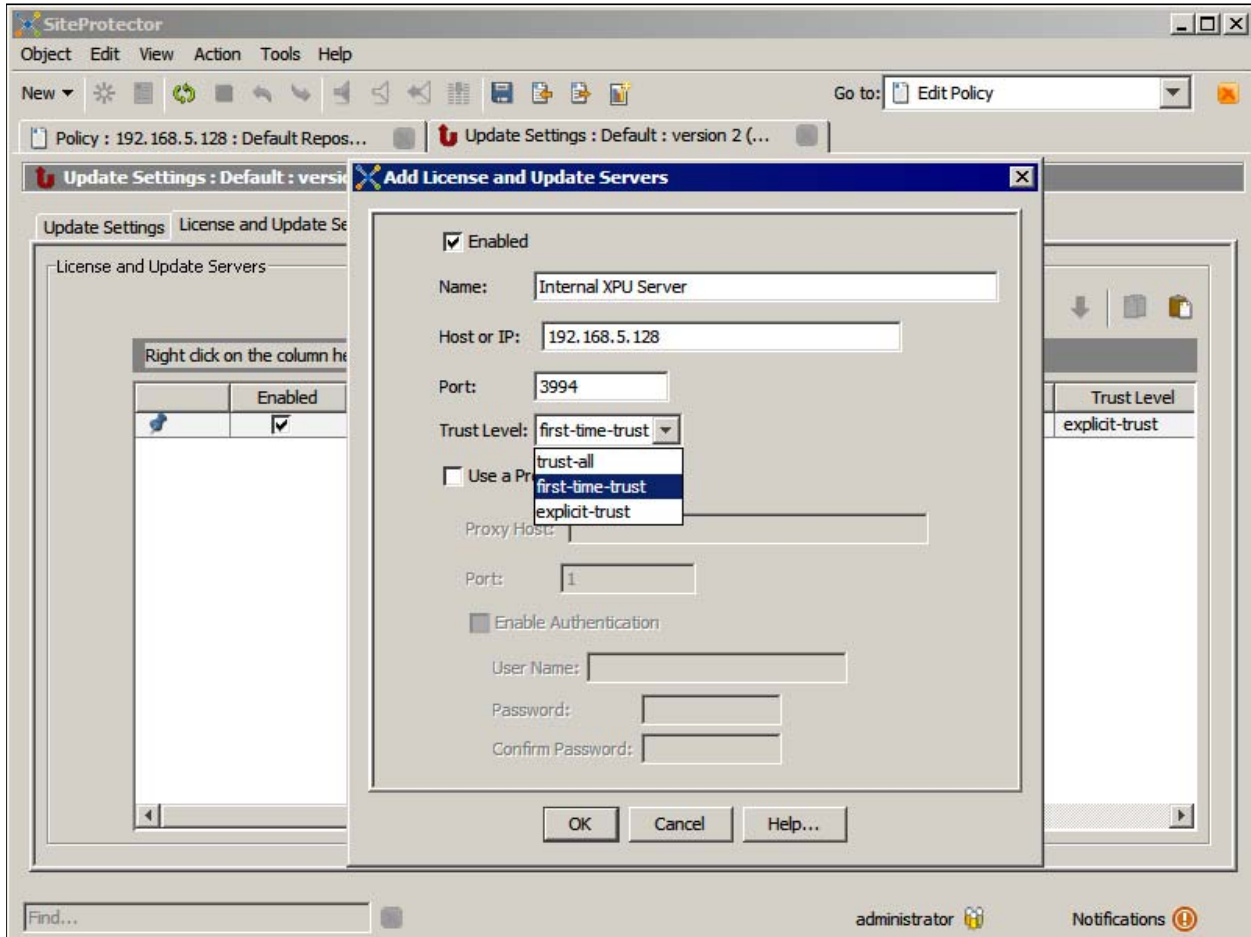 SiteProtector
Object Edit View Action Tools Help
New Go to: Edit Policy
Policy : 192.168.5.128 : Default Repos... Update Settings : Default : version 2 (...
Update Settings : Default : versi
Add License and Update Servers
Update Settings License and Update Se
License and Update Servers
Enabled
Name: Internal XPU Server
Host or IP: 192.168.5.128
Right click on the column he
Port: 3994
Enabled Trust Level
explicit-trust
Trust Level: first-time-trust
trust-all
Use a Pr
first-time-trust
explicit-trust
Proxy Host:
Port: 1
Enable Authentication
User Name:
Password:
Confirm Password:
OK Cancel Help...
Find... administrator Notifications